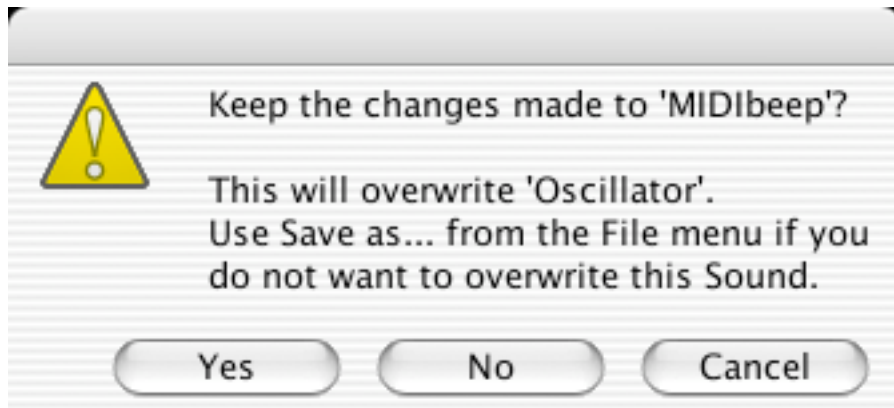 Keep the changes made to 'MIDIbeep'?
This will overwrite 'Oscillator'.
Use Save as... from the File menu if you
do not want to overwrite this Sound.
Yes No Cancel